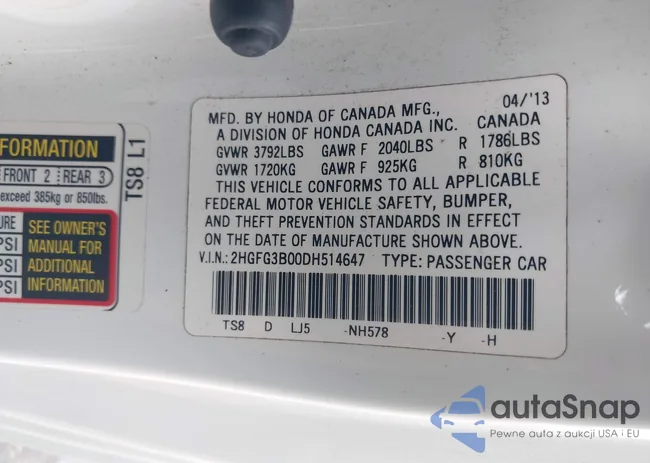 FORMATION
FRONT 2 REAR 3
exceed 385kg or 850lbs.
SEE OWNER'S
PSI MANUAL FOR
PSI ADDITIONAL
PSI INFORMATION
TS8 L1
04/'13
MFD. BY HONDA OF CANADA MFG.,
A DIVISION OF HONDA CANADA INC. CANADA
GVWR 3792LBS GAWR F 2040LBS R 1786LBS
GVWR 1720KG GAWR F 925KG R 810KG
THIS VEHICLE CONFORMS TO ALL APPLICABLE
FEDERAL MOTOR VEHICLE SAFETY, BUMPER,
AND THEFT PREVENTION STANDARDS IN EFFECT
ON THE DATE OF MANUFACTURE SHOWN ABOVE.
V.I.N.: 2HGFG3B00DH514647 TYPE: PASSENGER CAR
TS8 D LJ5 -NH578 -Y -H
autaSnap
Pewne auta z aukcji USA i EU